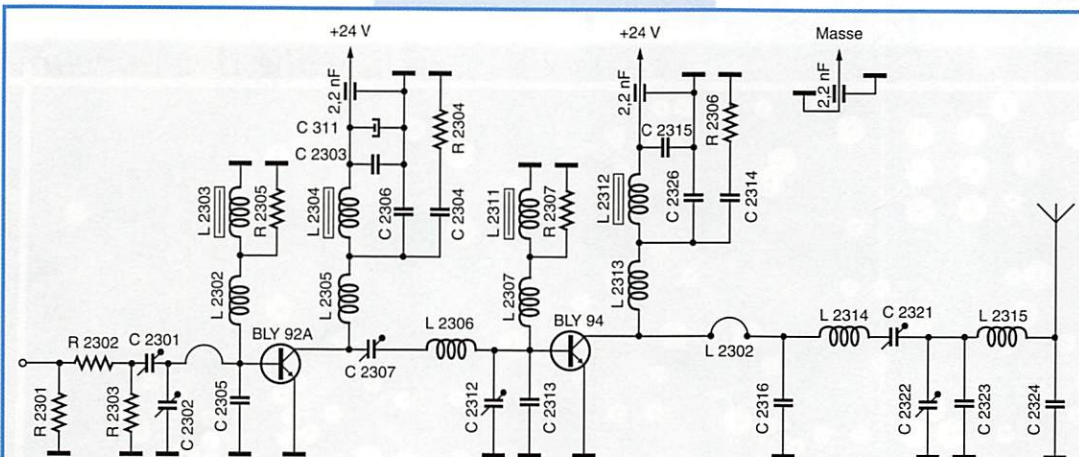 +24 V
+24 V
Masse
2,2 nF
R 2304
2,2 nF
R 2306
2,2 nF
C 311
C 2315
C 2303
L 2303
R 2305
L 2304
C 2306
C 2304
L 2311
R 2307
L 2312
C 2326
C 2314
L 2302
L 2305
L 2307
L 2313
BLY 92A
L 2306
BLY 94
L 2314
C 2321
L 2315
R 2302
C 2301
C 2307
L 2302
R 2301
R 2303
C 2302
C 2305
C 2312
C 2313
C 2316
C 2322
C 2323
C 2324